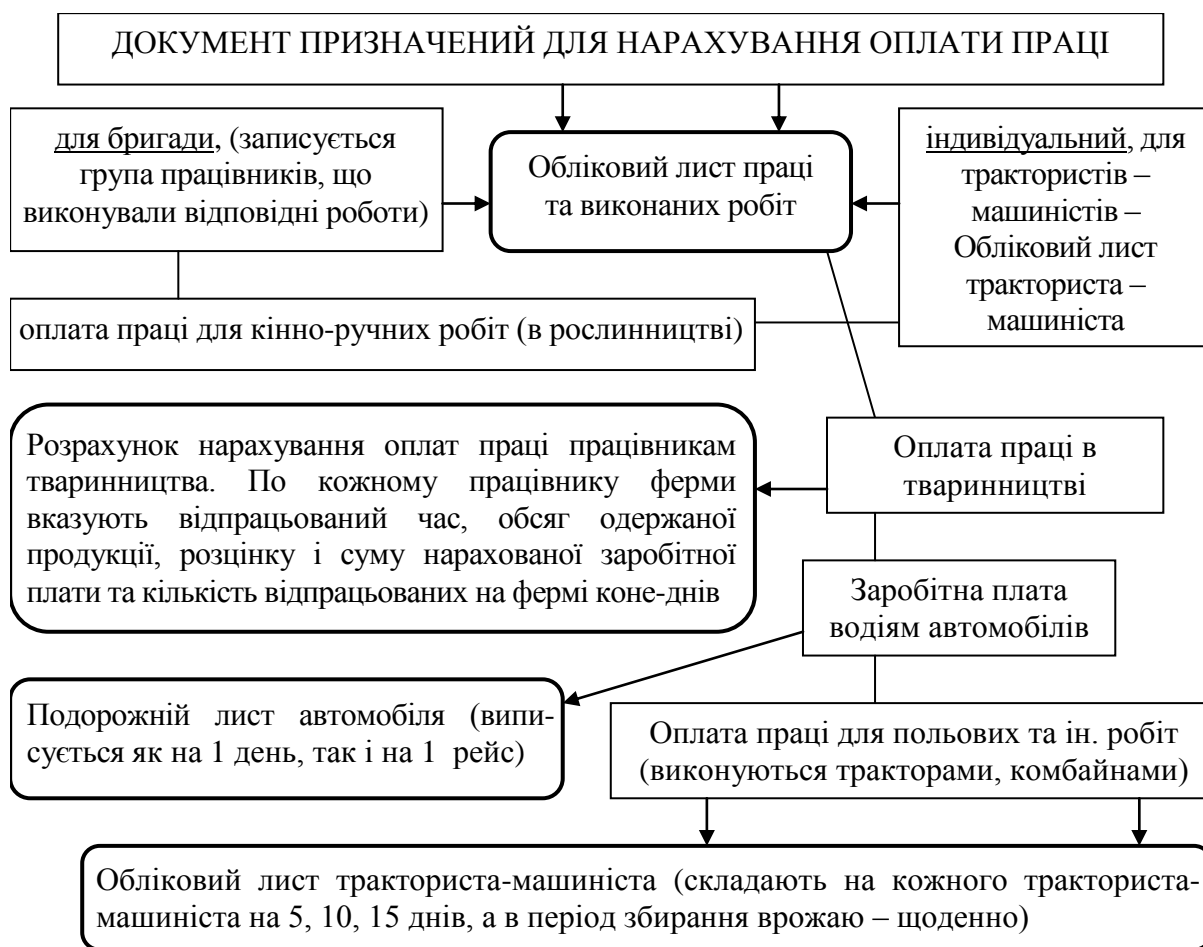 ДОКУМЕНТ ПРИЗНАЧЕНИЙ ДЛЯ НАРАХУВАННЯ ОПЛАТИ ПРАЦІ
для бригади, (записується
група працівників, що
виконували відповідні роботи)
Обліковий лист праці
та виконаних робіт
індивідуальний, для
трактористів –
машиністів –
Обліковий лист
тракториста –
машиніста
оплата праці для кінно-ручних робіт (в рослинництві)
Розрахунок нарахування оплат праці працівникам
тваринництва. По кожному працівнику ферми
вказують відпрацьований час, обсяг одержаної
продукції, розцінку і суму нарахованої заробітної
плати та кількість відпрацьованих на фермі коне-днів
Оплата праці в
тваринництві
Заробітна плата
водіям автомобілів
Подорожній лист автомобіля (випи-
сується як на 1 день, так і на 1 рейс)
Оплата праці для польових та ін. робіт
(виконуються тракторами, комбайнами)
Обліковий лист тракториста-машиніста (складають на кожного тракториста-
машиніста на 5, 10, 15 днів, а в період збирання врожаю – щоденно)